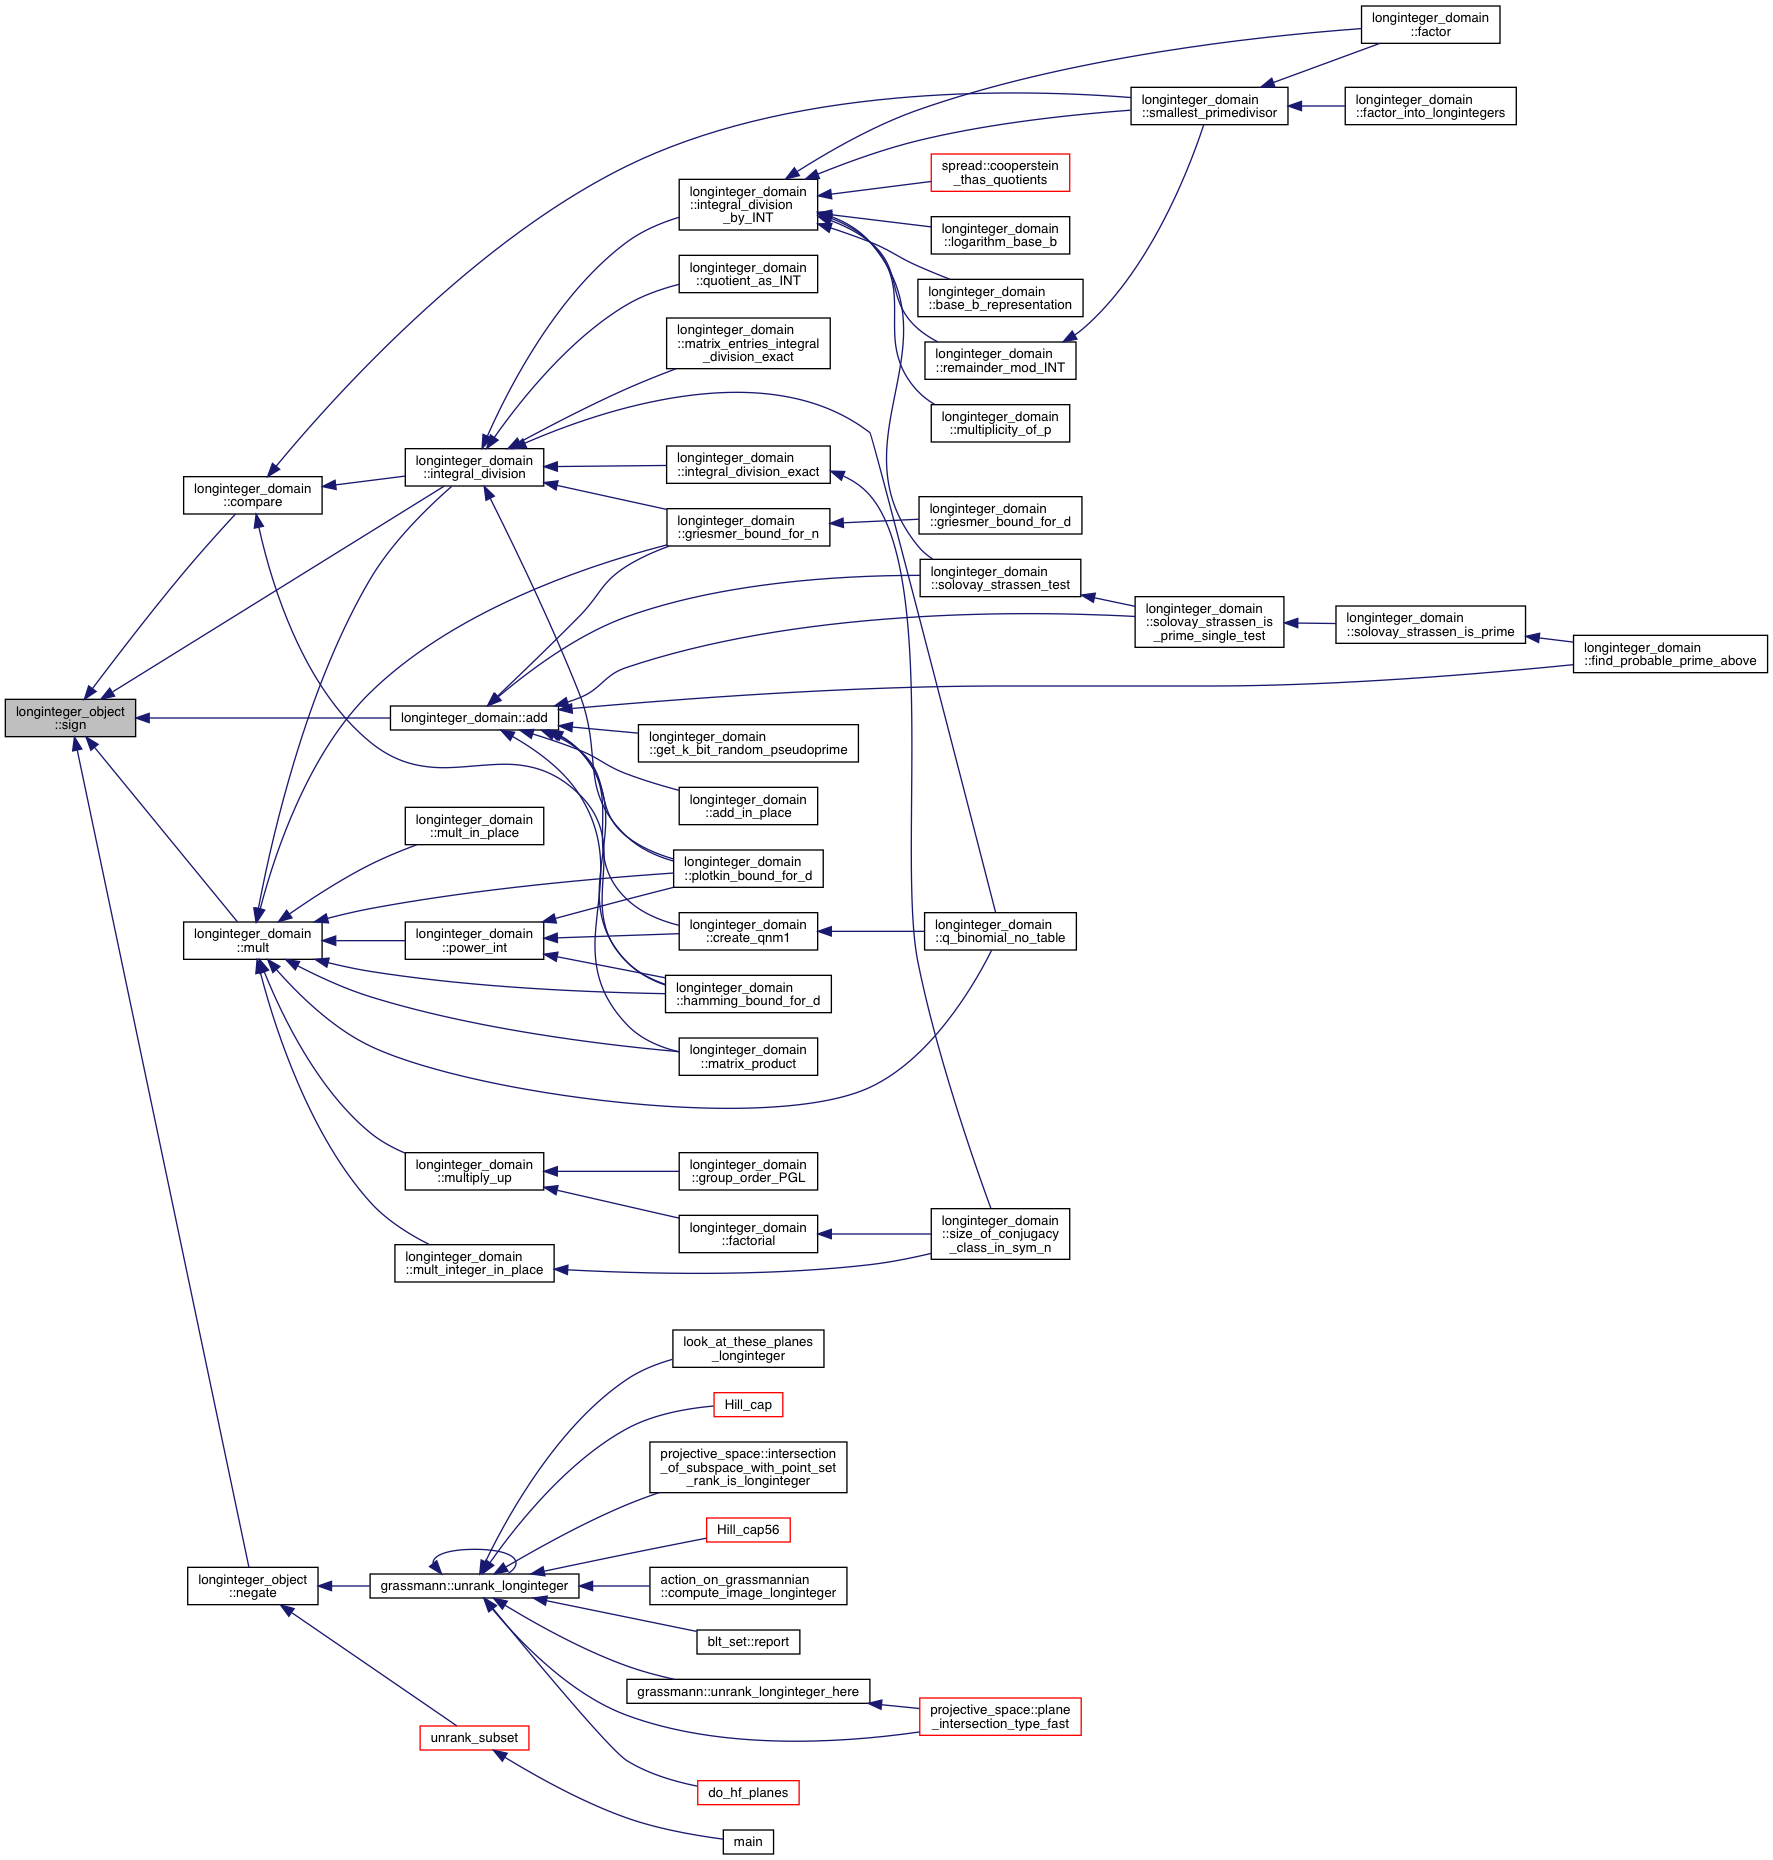 longinteger_object
::sign
longinteger_domain
::compare
longinteger_domain
::integral_division
longinteger_domain::add
longinteger_domain
::mult_in_place
longinteger_domain
::mult
longinteger_domain
::power_int
longinteger_domain
::multiply_up
longinteger_domain
::mult_integer_in_place
longinteger_object
::negate
grassmann::unrank_longinteger
unrank_subset
longinteger_domain
::integral_division
_by_INT
longinteger_domain
::quotient_as_INT
longinteger_domain
::matrix_entries_integral
_division_exact
longinteger_domain
::integral_division_exact
longinteger_domain
::griesmer_bound_for_n
longinteger_domain
::get_k_bit_random_pseudoprime
longinteger_domain
::add_in_place
longinteger_domain
::plotkin_bound_for_d
longinteger_domain
::create_qnm1
longinteger_domain
::hamming_bound_for_d
longinteger_domain
::matrix_product
longinteger_domain
::group_order_PGL
longinteger_domain
::factorial
look_at_these_planes
_longinteger
Hill_cap
projective_space::intersection
_of_subspace_with_point_set
_rank_is_longinteger
Hill_cap56
action_on_grassmannian
::compute_image_longinteger
blt_set::report
grassmann::unrank_longinteger_here
do_hf_planes
main
spread::cooperstein
_thas_quotients
longinteger_domain
::logarithm_base_b
longinteger_domain
::base_b_representation
longinteger_domain
::remainder_mod_INT
longinteger_domain
::multiplicity_of_p
longinteger_domain
::griesmer_bound_for_d
longinteger_domain
::solovay_strassen_test
longinteger_domain
::q_binomial_no_table
longinteger_domain
::size_of_conjugacy
_class_in_sym_n
projective_space::plane
_intersection_type_fast
longinteger_domain
::smallest_primedivisor
longinteger_domain
::solovay_strassen_is
_prime_single_test
longinteger_domain
::factor
longinteger_domain
::factor_into_longintegers
longinteger_domain
::solovay_strassen_is_prime
longinteger_domain
::find_probable_prime_above